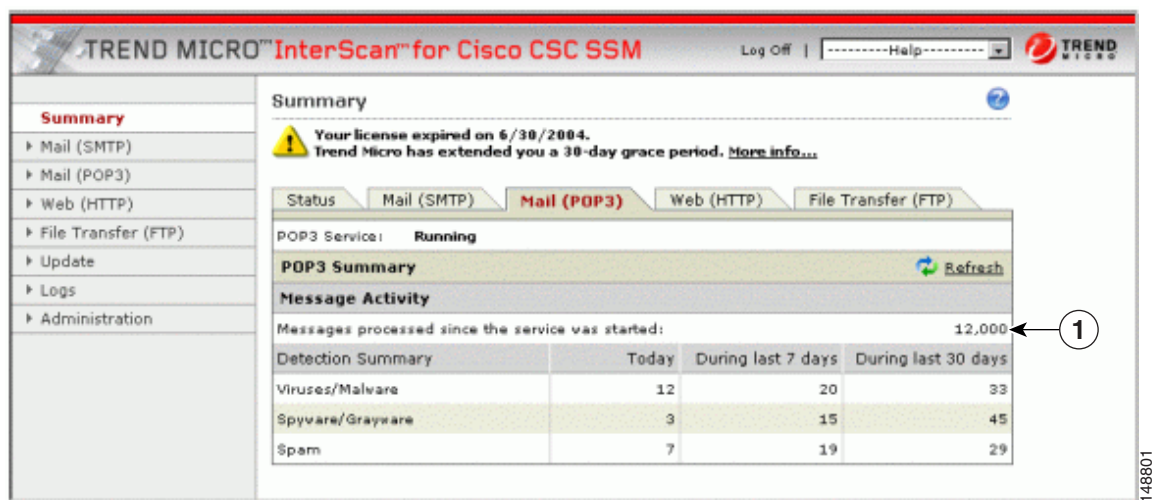 TREND MICRO™ InterScan™ for Cisco CSC SSM
Log Off | ---------Help---------
TREND MICRO
Summary
Mail (SMTP)
Mail (POP3)
Web (HTTP)
File Transfer (FTP)
Update
Logs
Administration
Summary
Your license expired on 6/30/2004.
Trend Micro has extended you a 30-day grace period. More info...
Status Mail (SMTP) Mail (POP3) Web (HTTP) File Transfer (FTP)
POP3 Service: Running
POP3 Summary Refresh
Message Activity
Messages processed since the service was started: 12,000 1
Detection Summary Today During last 7 days During last 30 days
Viruses/Malware 12 20 33
Spyware/Grayware 3 15 45
Spam 7 19 29
148801